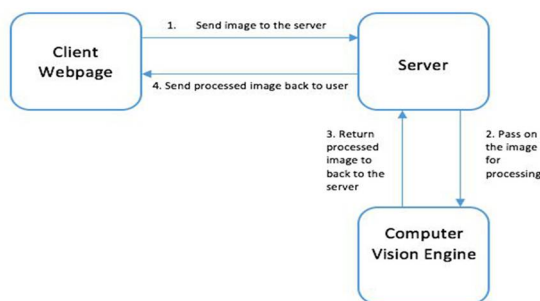 1. Send image to the server
Client
Webpage
Server
4. Send processed image back to user
3. Return
processed
image to
back to the
server
2. Pass on
the image
for
processing
Computer
Vision Engine